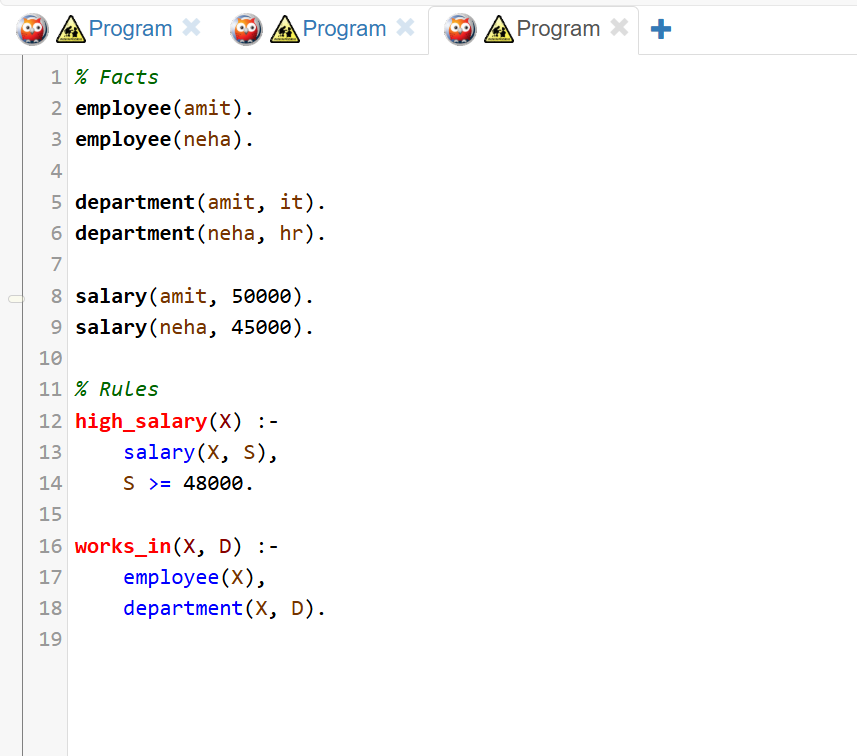 Program Program Program
1 % Facts
2 employee(amit).
3 employee(neha).
4
5 department(amit, it).
6 department(neha, hr).
7
8 salary(amit, 50000).
9 salary(neha, 45000).
10
11 % Rules
12 high_salary(X) :-
13     salary(X, S),
14     S >= 48000.
15
16 works_in(X, D) :-
17     employee(X),
18     department(X, D).
19